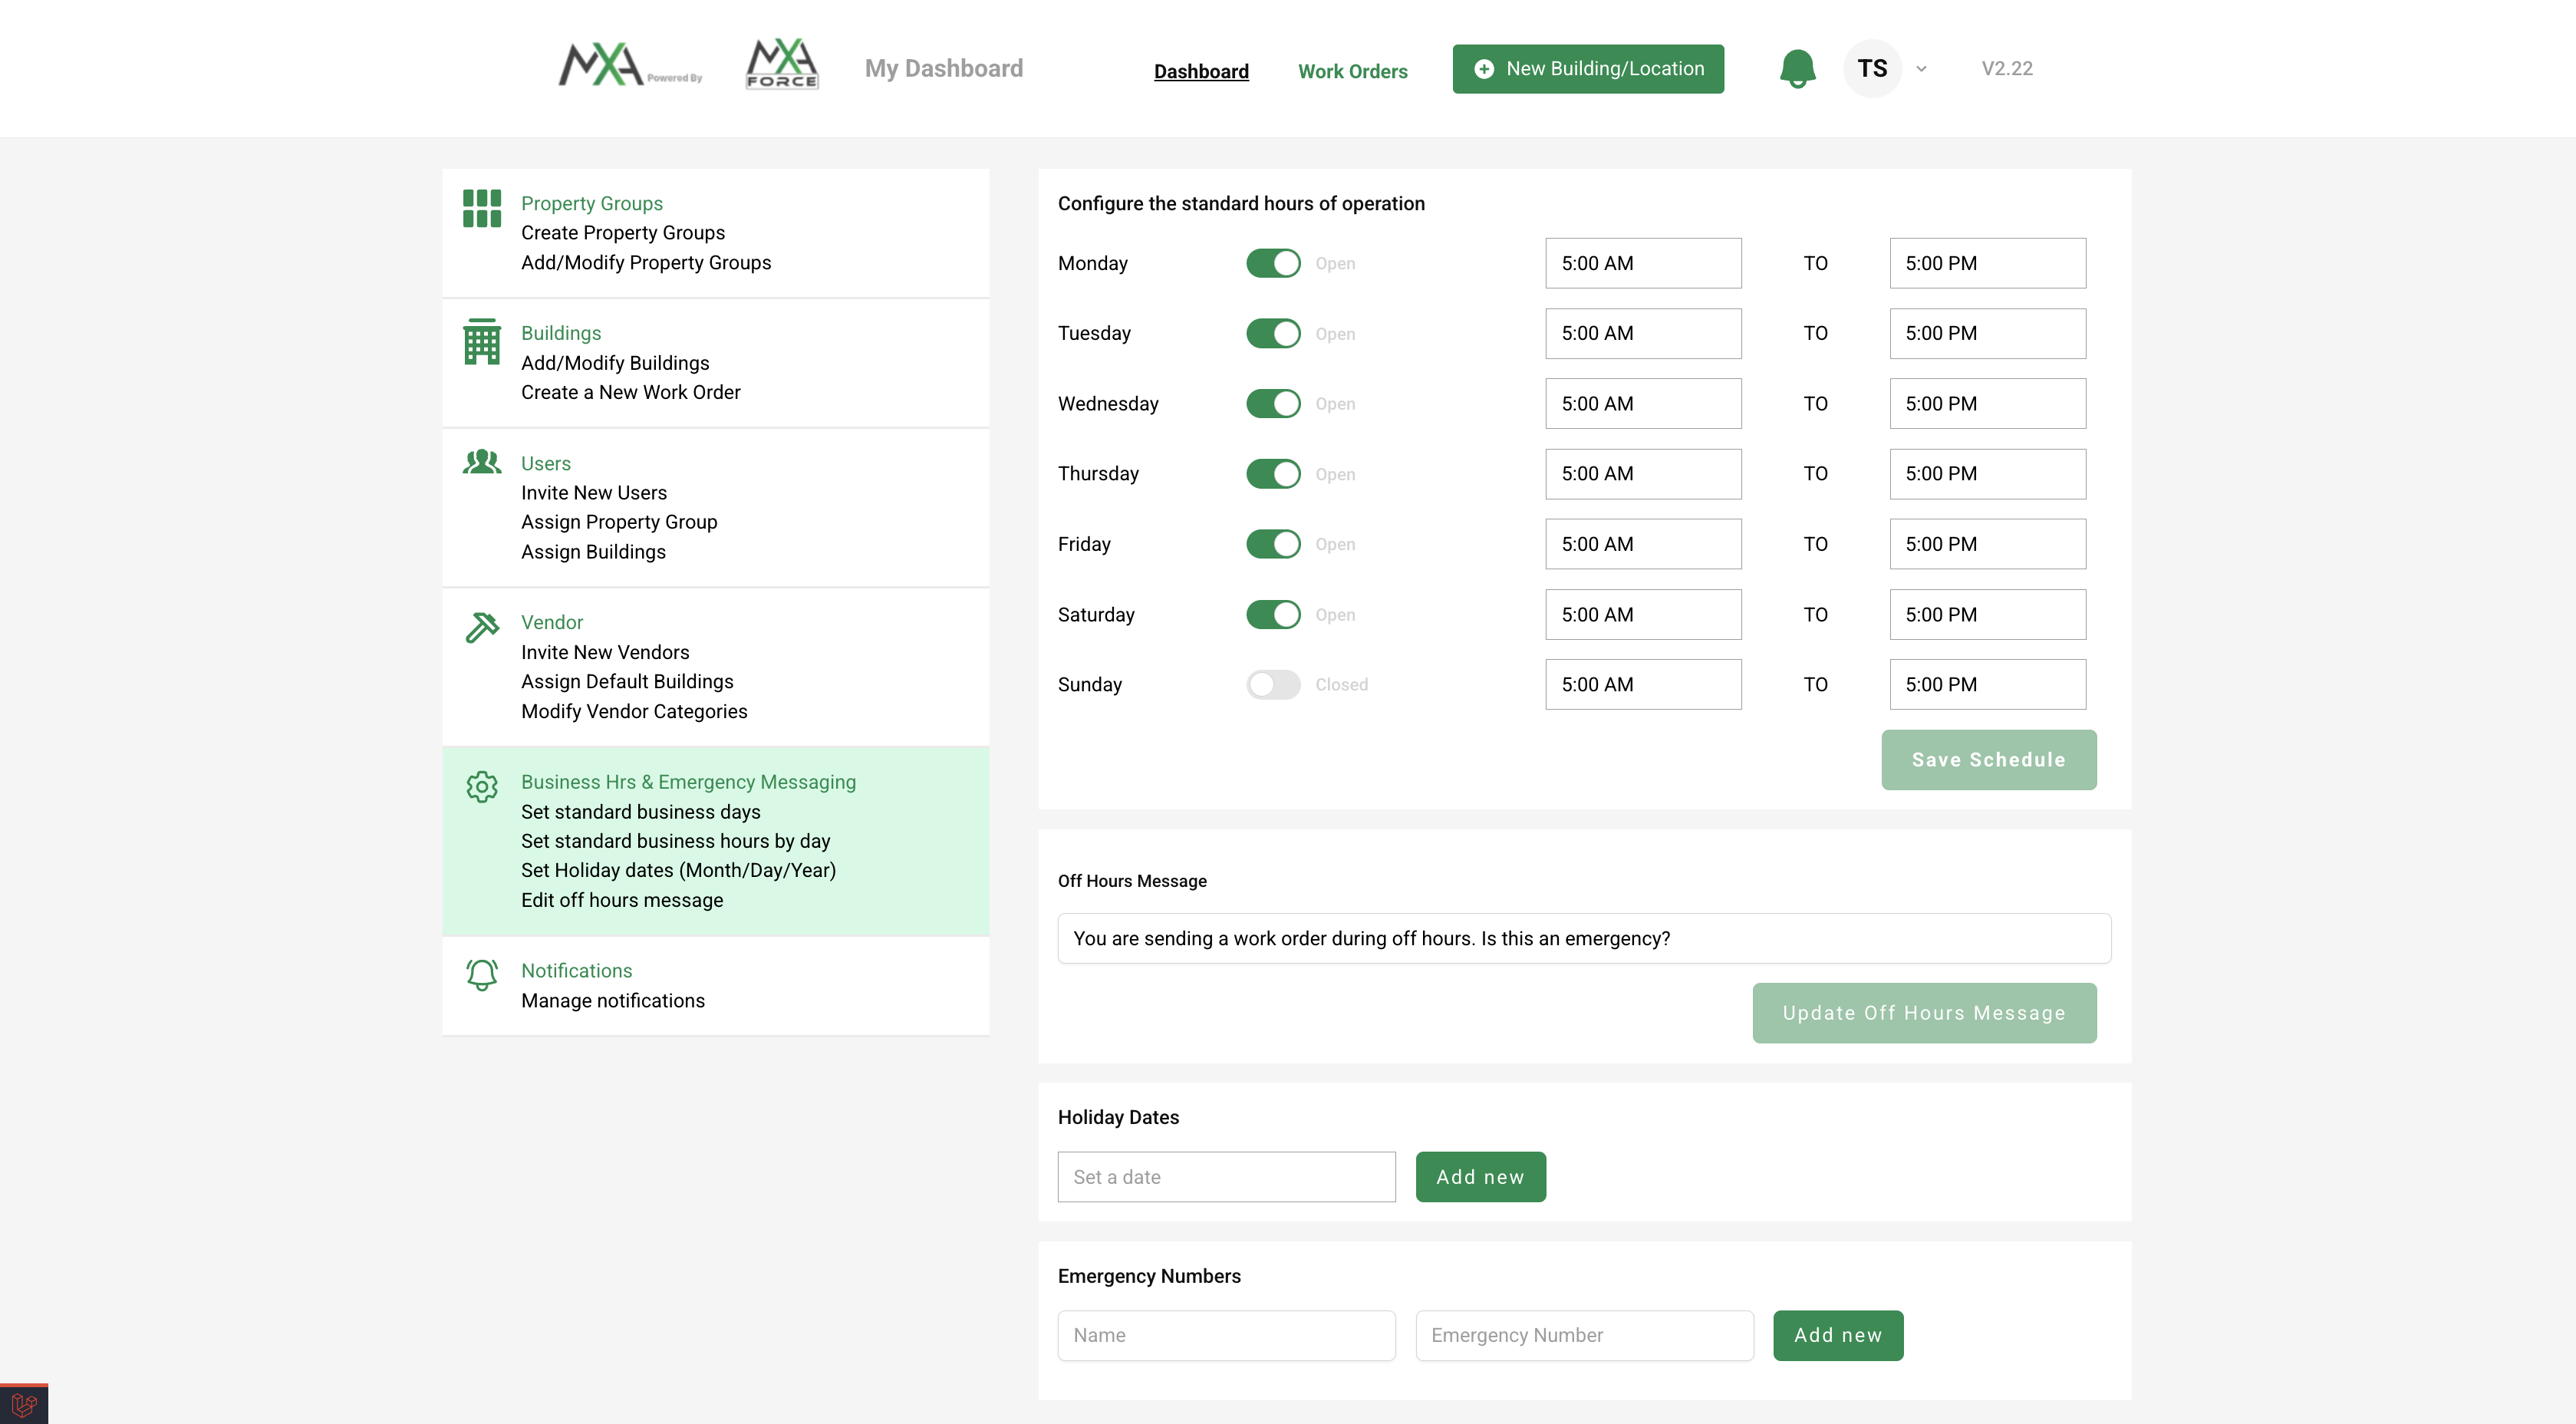 MXA Powered By
MXA FORCE
My Dashboard
Dashboard
Work Orders
New Building/Location
TS
V2.22
Property Groups
Create Property Groups
Add/Modify Property Groups
Buildings
Add/Modify Buildings
Create a New Work Order
Users
Invite New Users
Assign Property Group
Assign Buildings
Vendor
Invite New Vendors
Assign Default Buildings
Modify Vendor Categories
Business Hrs & Emergency Messaging
Set standard business days
Set standard business hours by day
Set Holiday dates (Month/Day/Year)
Edit off hours message
Notifications
Manage notifications
Configure the standard hours of operation
Monday Open 5:00 AM TO 5:00 PM
Tuesday Open 5:00 AM TO 5:00 PM
Wednesday Open 5:00 AM TO 5:00 PM
Thursday Open 5:00 AM TO 5:00 PM
Friday Open 5:00 AM TO 5:00 PM
Saturday Open 5:00 AM TO 5:00 PM
Sunday Closed 5:00 AM TO 5:00 PM
Save Schedule
Off Hours Message
You are sending a work order during off hours. Is this an emergency?
Update Off Hours Message
Holiday Dates
Set a date Add new
Emergency Numbers
Name Emergency Number Add new